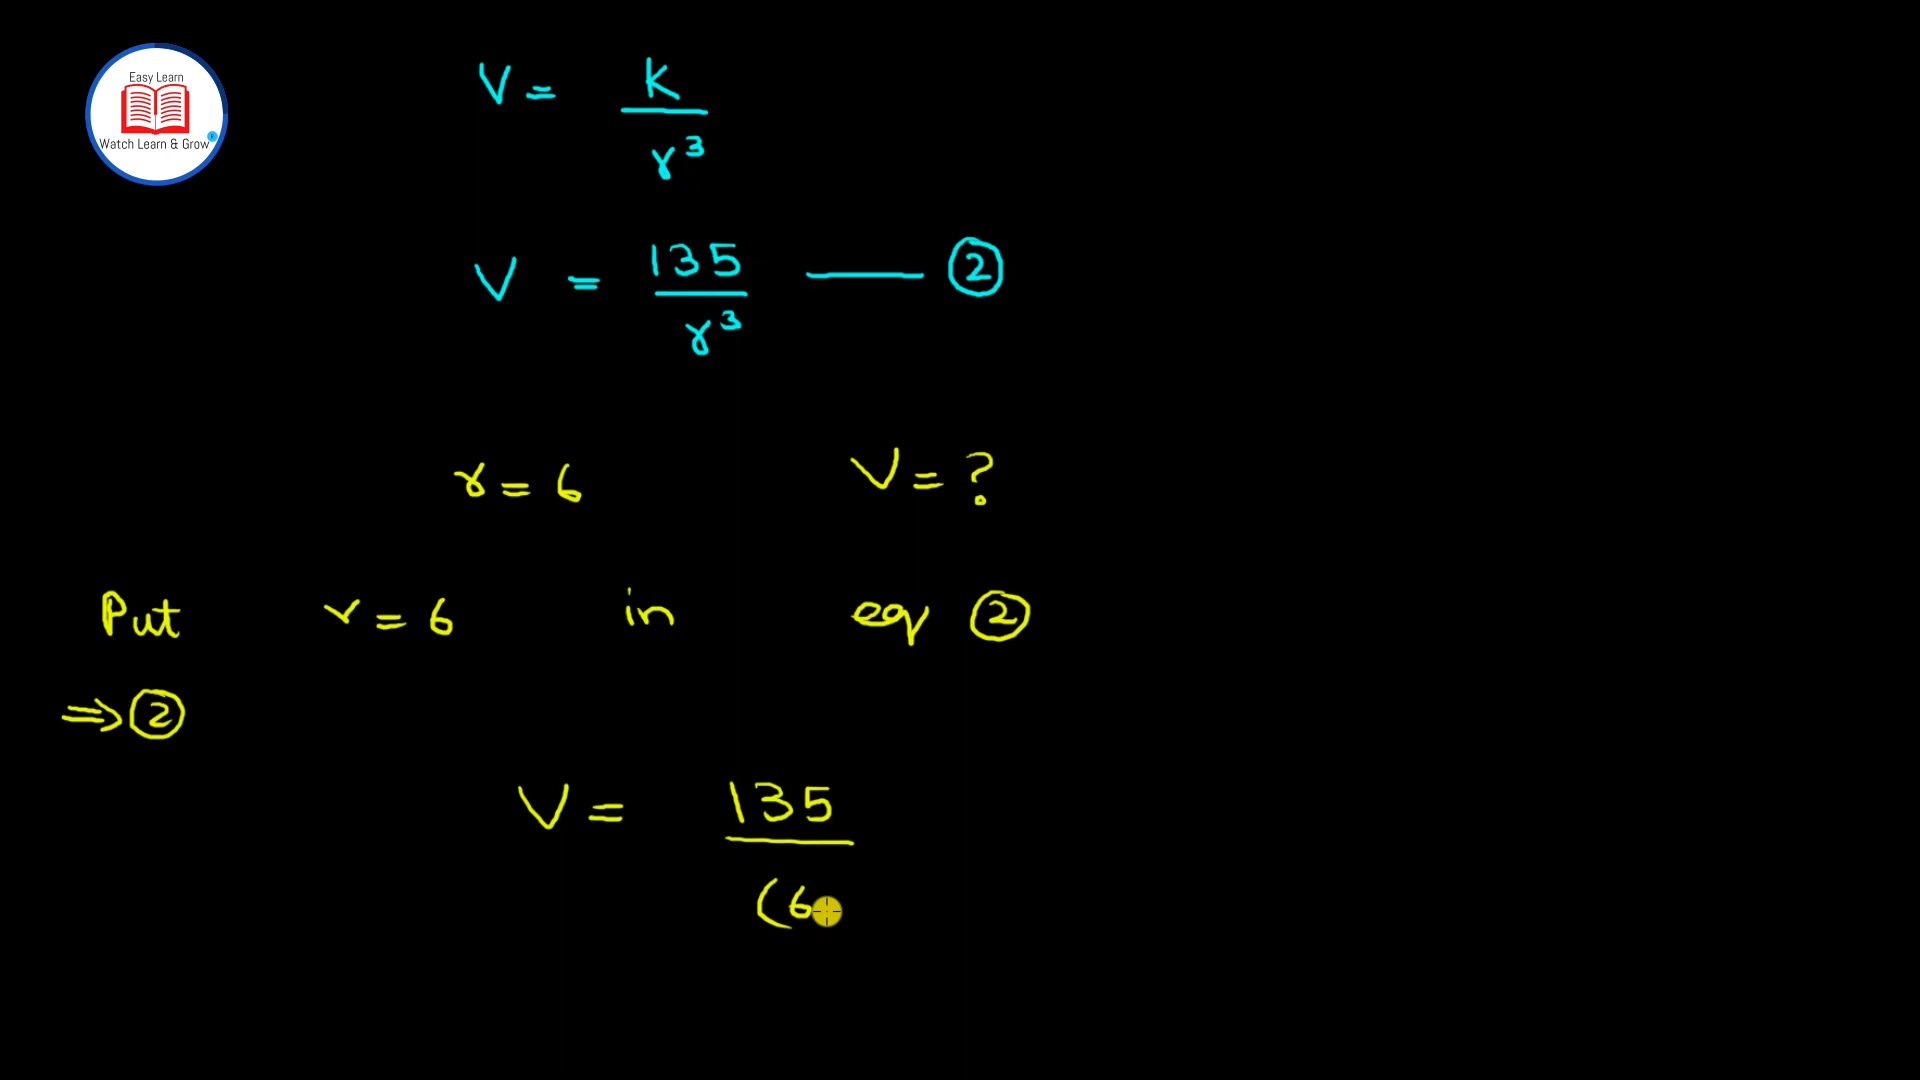 Easy Learn
Watch Learn & Grow
V = K / r³
V = 135 / r³ —— ②
r = 6 V = ?
Put r = 6 in eq ②
⇒ ②
V = 135 / (6